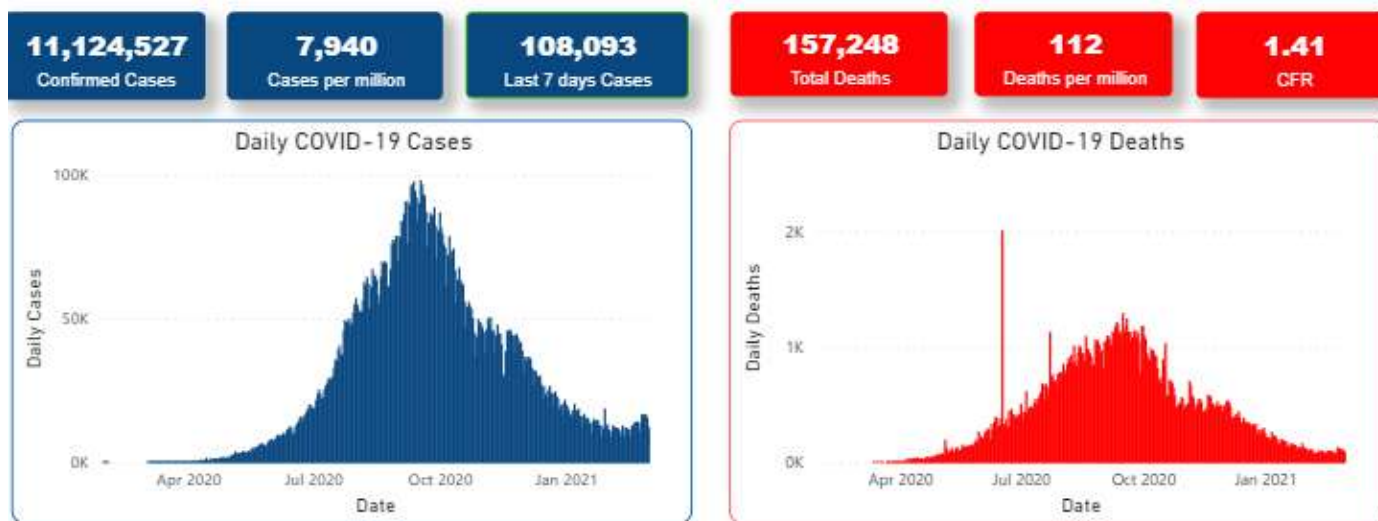 11,124,527
Confirmed Cases
7,940
Cases per million
108,093
Last 7 days Cases
157,248
Total Deaths
112
Deaths per million
1.41
CFR
Daily COVID-19 Cases
100K
50K
0K
Daily Cases
Apr 2020 Jul 2020 Oct 2020 Jan 2021
Date
Daily COVID-19 Deaths
2K
1K
0K
Daily Deaths
Apr 2020 Jul 2020 Oct 2020 Jan 2021
Date